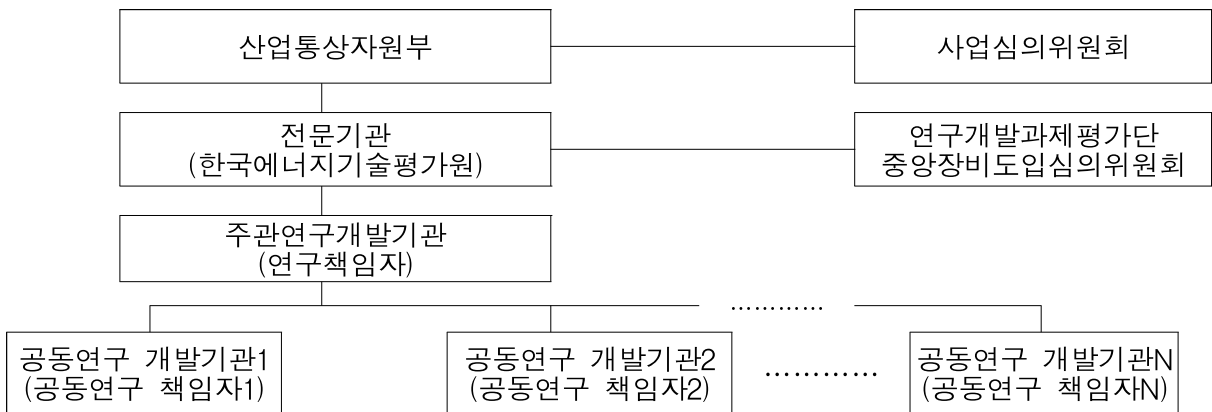 산업통상자원부
사업심의위원회
전문기관
(한국에너지기술평가원)
연구개발과제평가단
중앙장비도입심의위원회
주관연구개발기관
(연구책임자)
…………
공동연구 개발기관1
(공동연구 책임자1)
공동연구 개발기관2
(공동연구 책임자2)
…………
공동연구 개발기관N
(공동연구 책임자N)